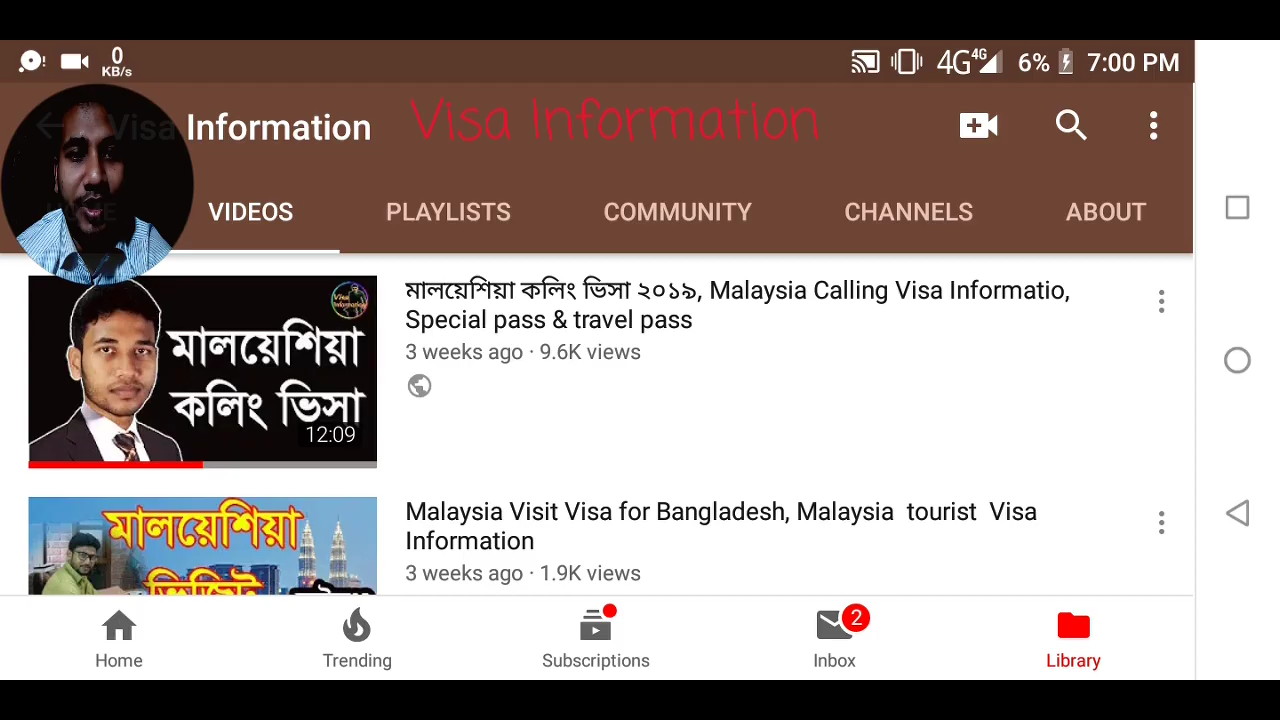 0
KB/s
4G 4G 6% 7:00 PM
Visa Information
Visa Information
VIDEOS PLAYLISTS COMMUNITY CHANNELS ABOUT
মালয়েশিয়া কলিং ভিসা ২০১৯, Malaysia Calling Visa Informatio,
Special pass & travel pass
3 weeks ago · 9.6K views
মালয়েশিয়া
কলিং ভিসা
12:09
Malaysia Visit Visa for Bangladesh, Malaysia tourist Visa
Information
3 weeks ago · 1.9K views
মালয়েশিয়া
ভিজিট
Home Trending Subscriptions Inbox Library
2